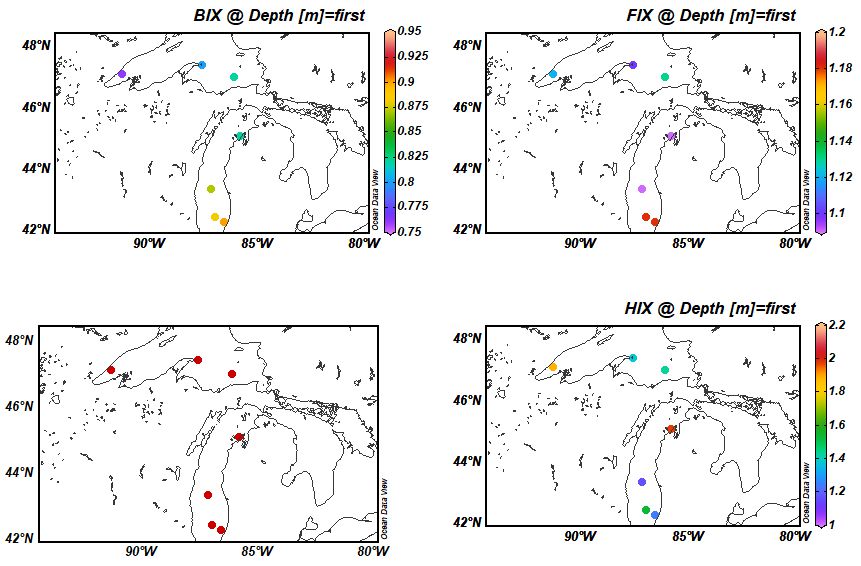 BIX @ Depth [m]=first
48°N
46°N
44°N
42°N
90°W
85°W
80°W
Ocean Data View
0.95
0.925
0.9
0.875
0.85
0.825
0.8
0.775
0.75
FIX @ Depth [m]=first
48°N
46°N
44°N
42°N
90°W
85°W
80°W
Ocean Data View
1.2
1.18
1.16
1.14
1.12
1.1
48°N
46°N
44°N
42°N
90°W
85°W
80°W
Ocean Data View
HIX @ Depth [m]=first
48°N
46°N
44°N
42°N
90°W
85°W
80°W
Ocean Data View
2.2
2
1.8
1.6
1.4
1.2
1